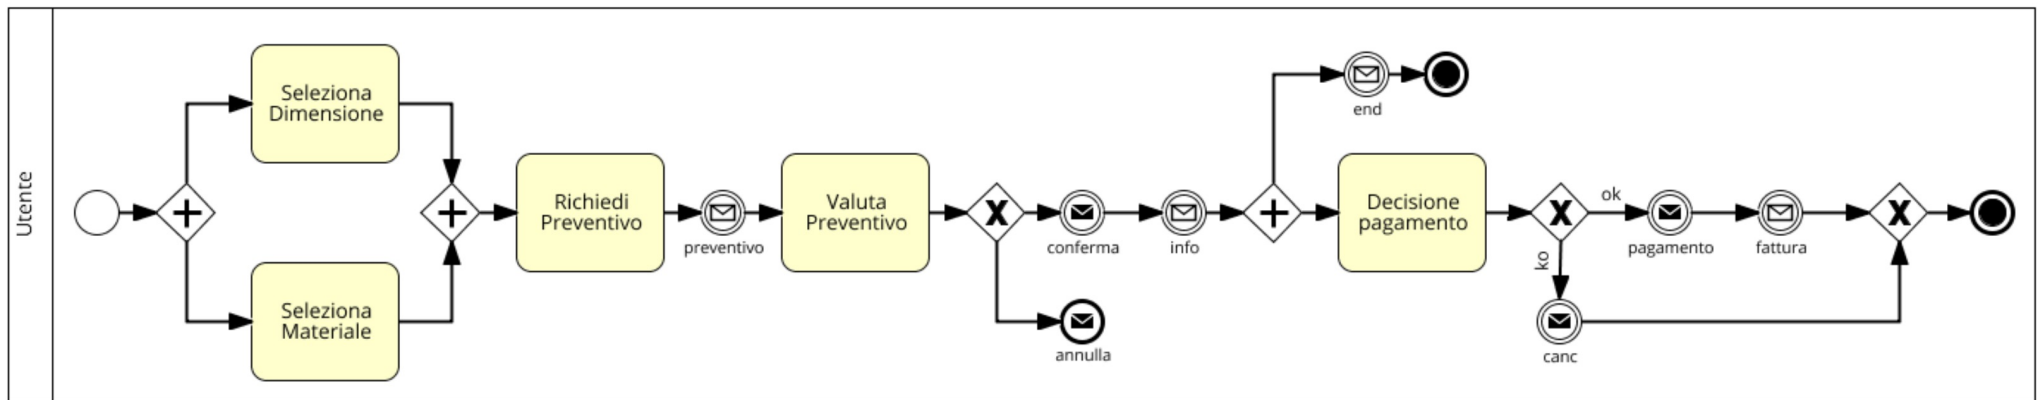 Utente
Seleziona
Dimensione
Seleziona
Materiale
Richiedi
Preventivo
preventivo
Valuta
Preventivo
conferma
annulla
info
end
Decisione
pagamento
ok
ko
pagamento
canc
fattura